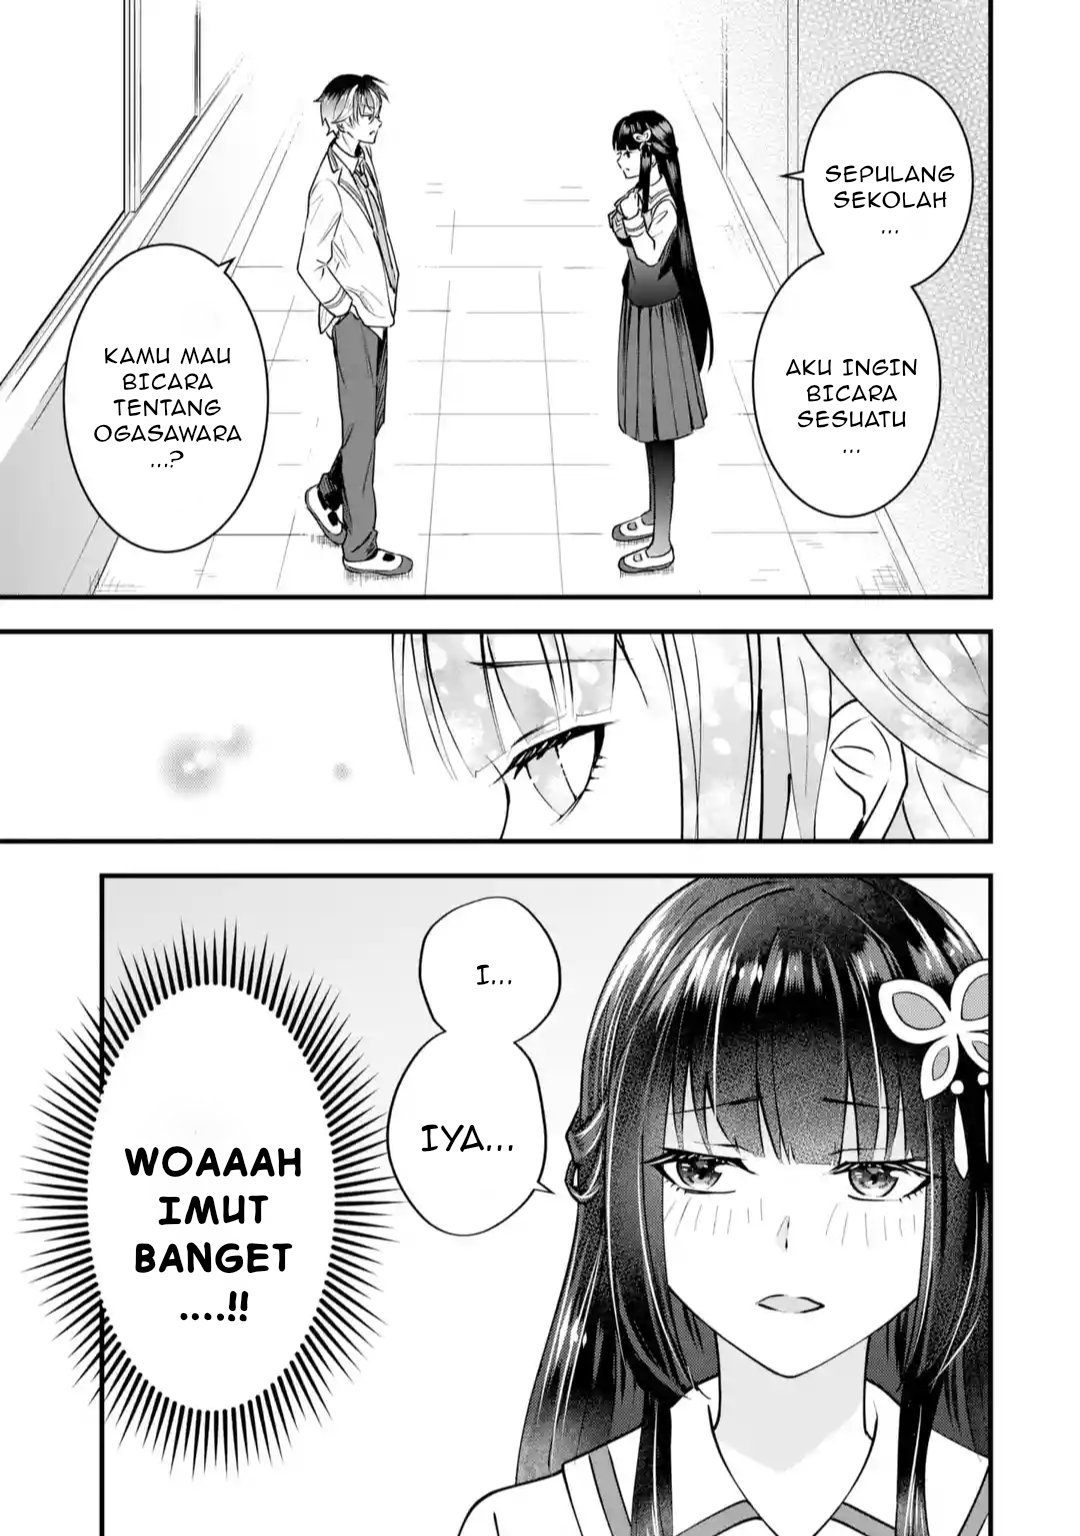 SEPULANG
SEKOLAH
...
AKU INGIN
BICARA
SESUATU
...
KAMU MAU
BICARA
TENTANG
OGASAWARA
...?
I...
IYA...
WOAAAH
IMUT
BANGET
....!!